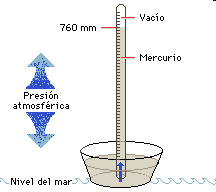 Vacío
760 mm
Mercurio
Presión
atmosférica
Nivel del mar